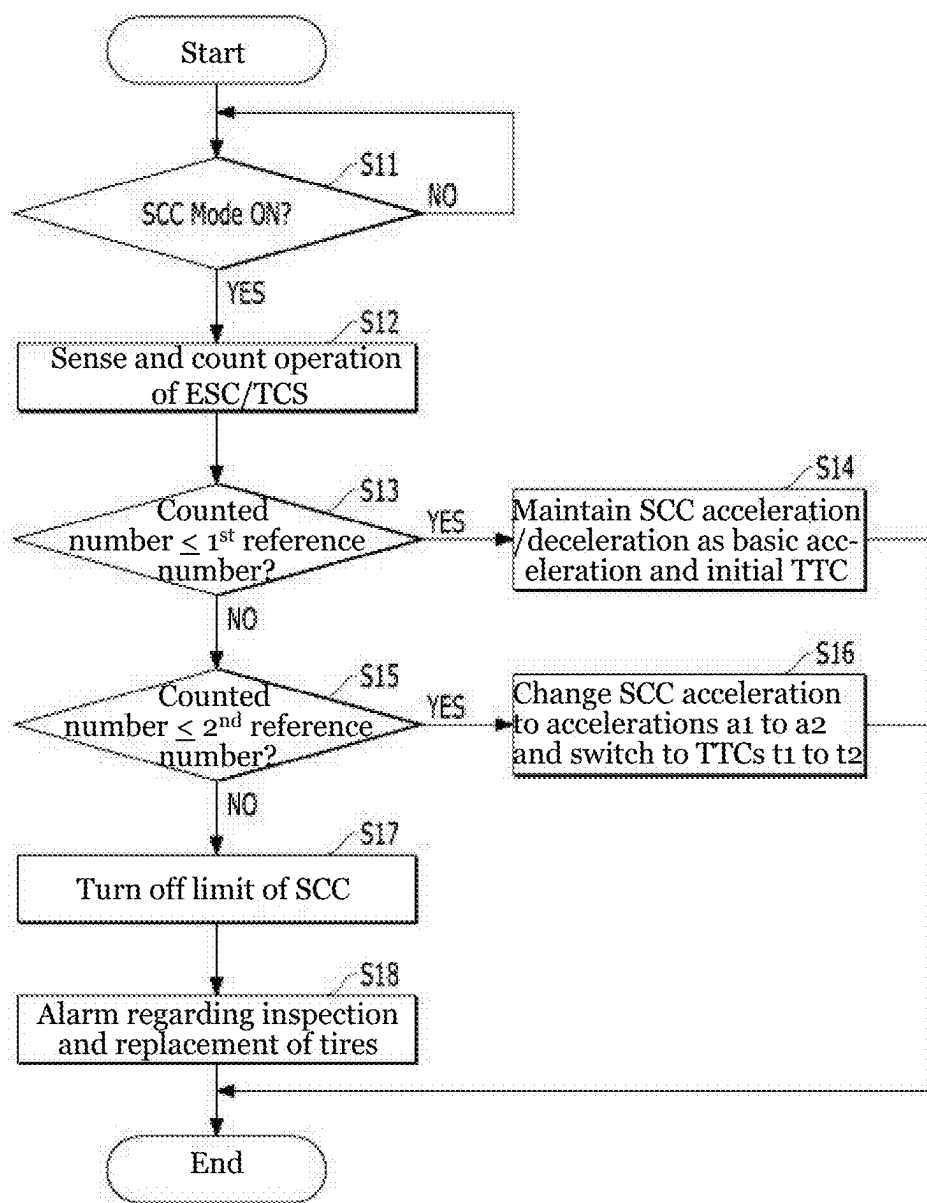 Start
S11
SCC Mode ON?
NO
YES
S12
Sense and count operation
of ESC/TCS
S13
Counted
number ≤ 1st reference
number?
YES
S14
Maintain SCC acceleration
/deceleration as basic acc-
eleration and initial TTC
NO
S15
Counted
number ≤ 2nd reference
number?
YES
S16
Change SCC acceleration
to accelerations a1 to a2
and switch to TTCs t1 to t2
NO
S17
Turn off limit of SCC
S18
Alarm regarding inspection
and replacement of tires
End